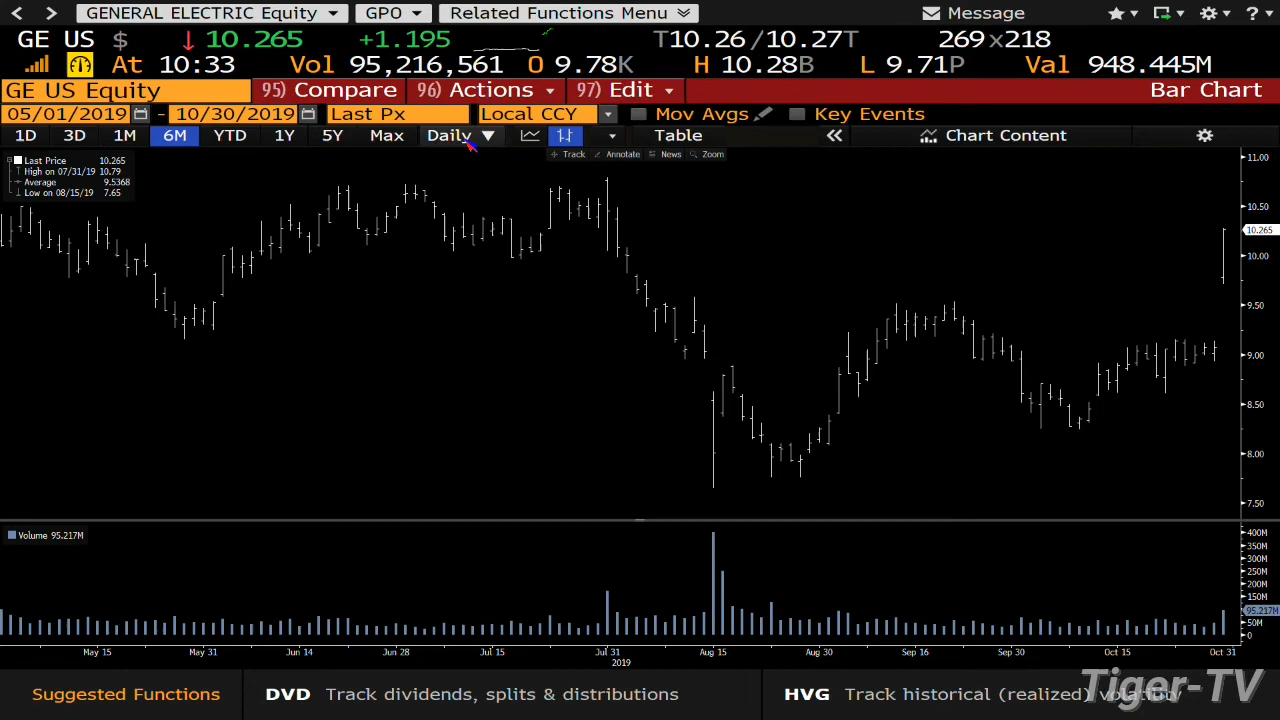 GENERAL ELECTRIC Equity GPO Related Functions Menu Message
GE US $ 10.265 +1.195 T10.26/10.27T 269x218
At 10:33 Vol 95,216,561 O 9.78K H 10.28B L 9.71P Val 948.445M
GE US Equity 95) Compare 96) Actions 97) Edit Bar Chart
05/01/2019 - 10/30/2019 Last Px Local CCY Mov Avgs Key Events
1D 3D 1M 6M YTD 1Y 5Y Max Daily Table Chart Content
Track Annotate News Zoom
Last Price 10.265
High on 07/31/19 10.79
Average 9.5368
Low on 08/15/19 7.65
11.00
10.50
10.265
10.00
9.50
9.00
8.50
8.00
7.50
Volume 95.217M
400M
350M
300M
250M
200M
150M
95.217M
50M
0
May 15 May 31 Jun 14 Jun 28 Jul 15 Jul 31 Aug 15 Aug 30 Sep 16 Sep 30 Oct 15 Oct 31
2019
Suggested Functions DVD Track dividends, splits & distributions HVG Track historical (realized) volatility
Tiger-TV